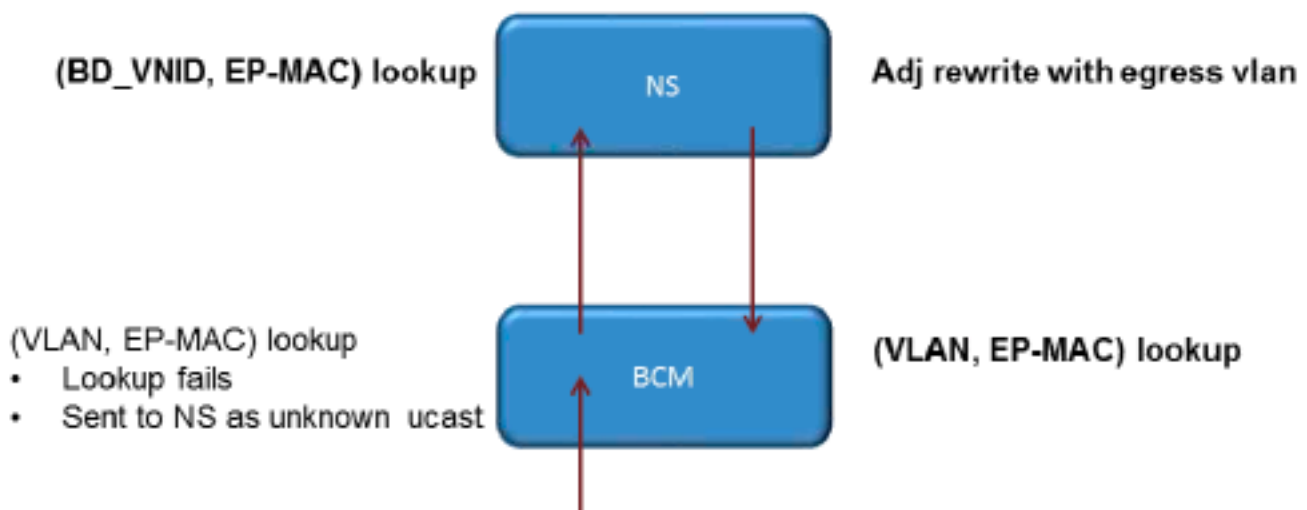 (BD_VNID, EP-MAC) lookup
NS
Adj rewrite with egress vlan
(VLAN, EP-MAC) lookup
• Lookup fails
• Sent to NS as unknown ucast
BCM
(VLAN, EP-MAC) lookup